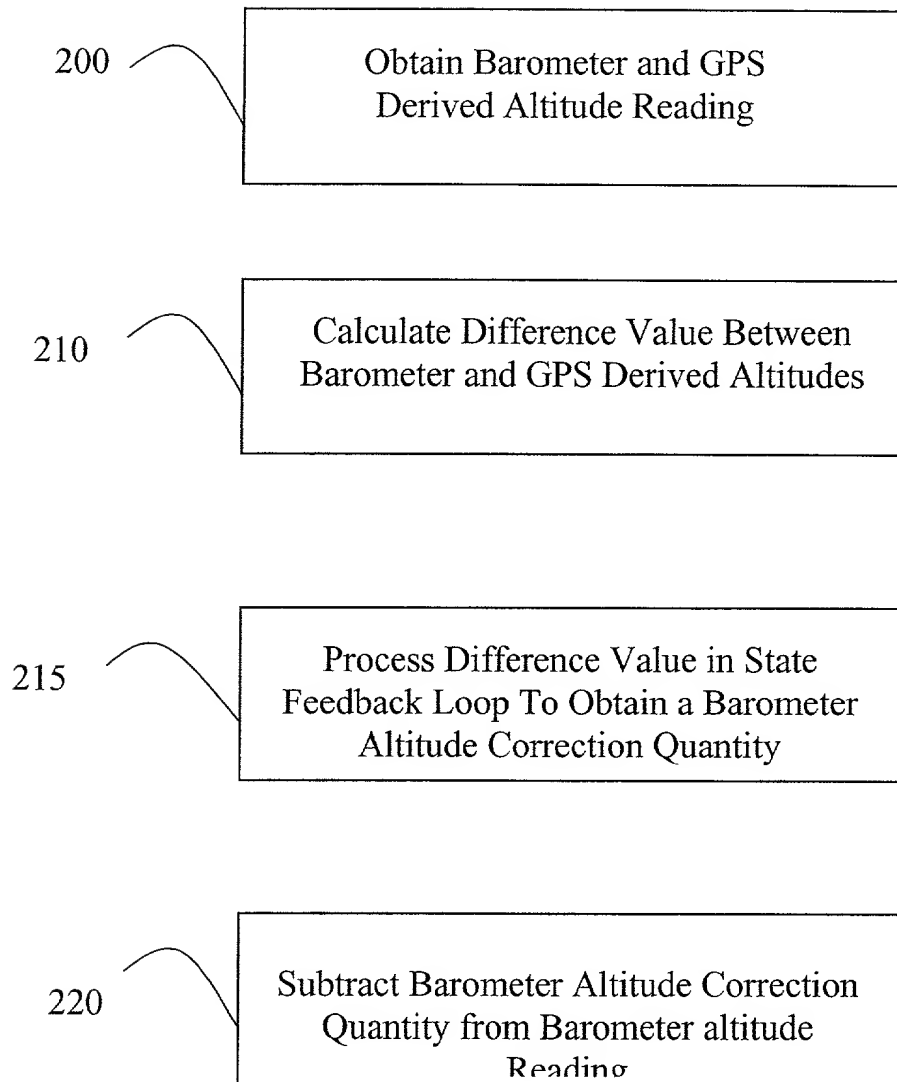 200
Obtain Barometer and GPS
Derived Altitude Reading
210
Calculate Difference Value Between
Barometer and GPS Derived Altitudes
215
Process Difference Value in State
Feedback Loop To Obtain a Barometer
Altitude Correction Quantity
220
Subtract Barometer Altitude Correction
Quantity from Barometer altitude
Reading